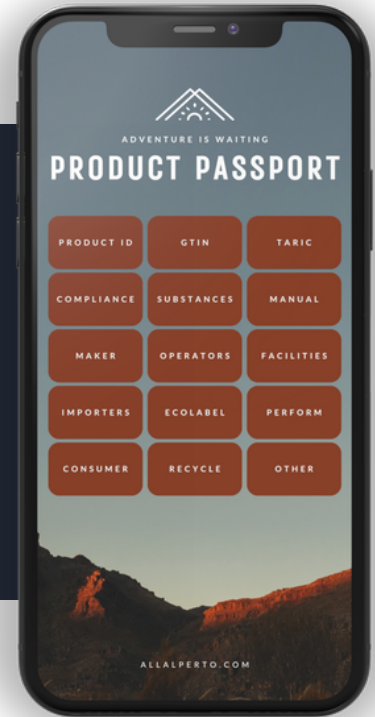 ADVENTURE IS WAITING
PRODUCT PASSPORT
PRODUCT ID GTIN TARIC
COMPLIANCE SUBSTANCES MANUAL
MAKER OPERATORS FACILITIES
IMPORTERS ECOLABEL PERFORM
CONSUMER RECYCLE OTHER
ALLALPERTO.COM